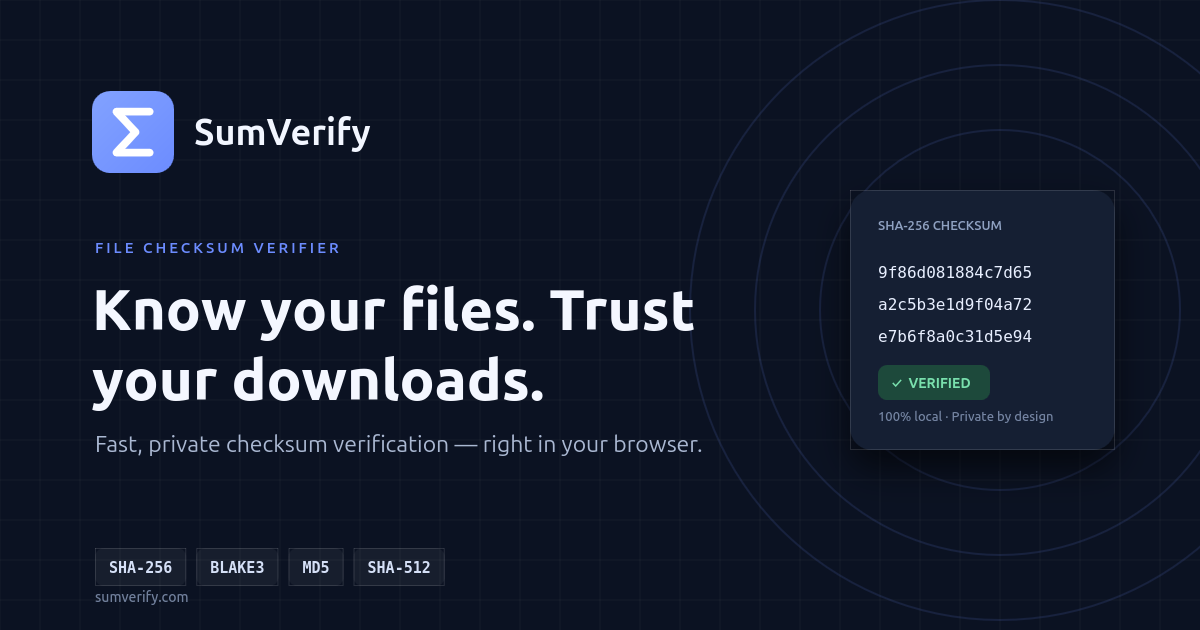 SumVerify
FILE CHECKSUM VERIFIER
Know your files. Trust
your downloads.
Fast, private checksum verification — right in your browser.
SHA-256 BLAKE3 MD5 SHA-512
sumverify.com
SHA-256 CHECKSUM
9f86d081884c7d65
a2c5b3e1d9f04a72
e7b6f8a0c31d5e94
✓ VERIFIED
100% local · Private by design